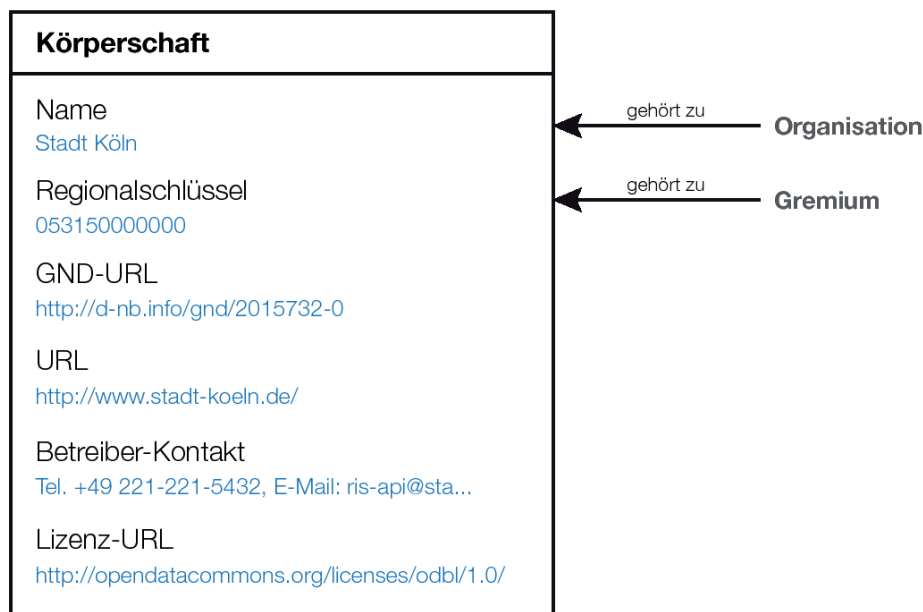 Körperschaft
Name
Stadt Köln
gehört zu
Organisation
Regionalschlüssel
053150000000
gehört zu
Gremium
GND-URL
http://d-nb.info/gnd/2015732-0
URL
http://www.stadt-koeln.de/
Betreiber-Kontakt
Tel. +49 221-221-5432, E-Mail: ris-api@sta...
Lizenz-URL
http://opendatacommons.org/licenses/odbl/1.0/